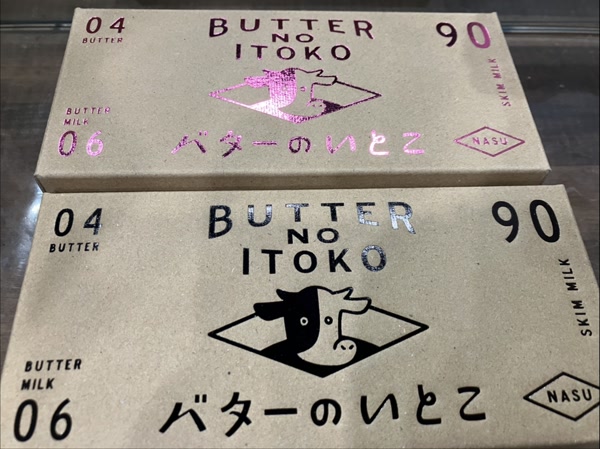 04
BUTTER
BUTTER
NO
ITOKO
90
SKIM MILK
BUTTER
MILK
06
バターのいとこ
NASU
04
BUTTER
BUTTER
NO
ITOKO
90
SKIM MILK
BUTTER
MILK
06
バターのいとこ
NASU